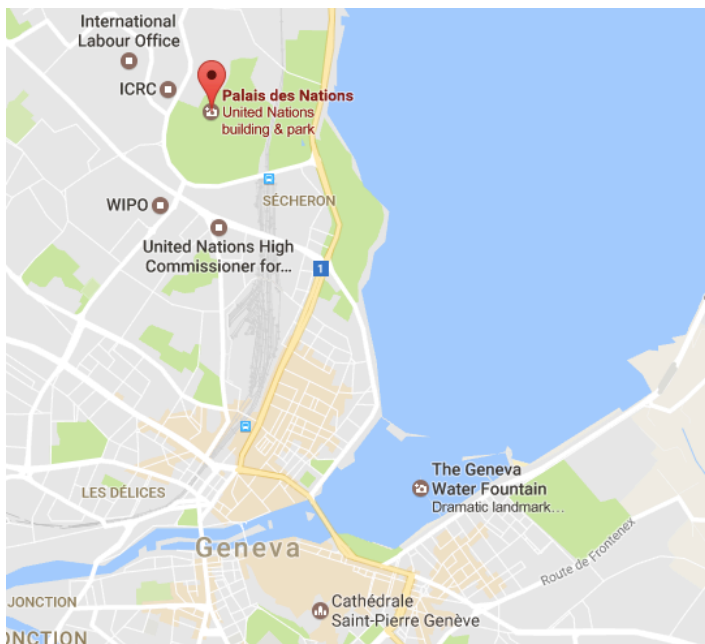 International
Labour Office
ICRC
Palais des Nations
United Nations
building & park
SÉCHERON
WIPO
United Nations High
Commissioner for...
1
The Geneva
Water Fountain
Dramatic landmark...
LES DÉLICES
Geneva
Route de Frontenex
JONCTION
Cathédrale
Saint-Pierre Genève
ONCTION